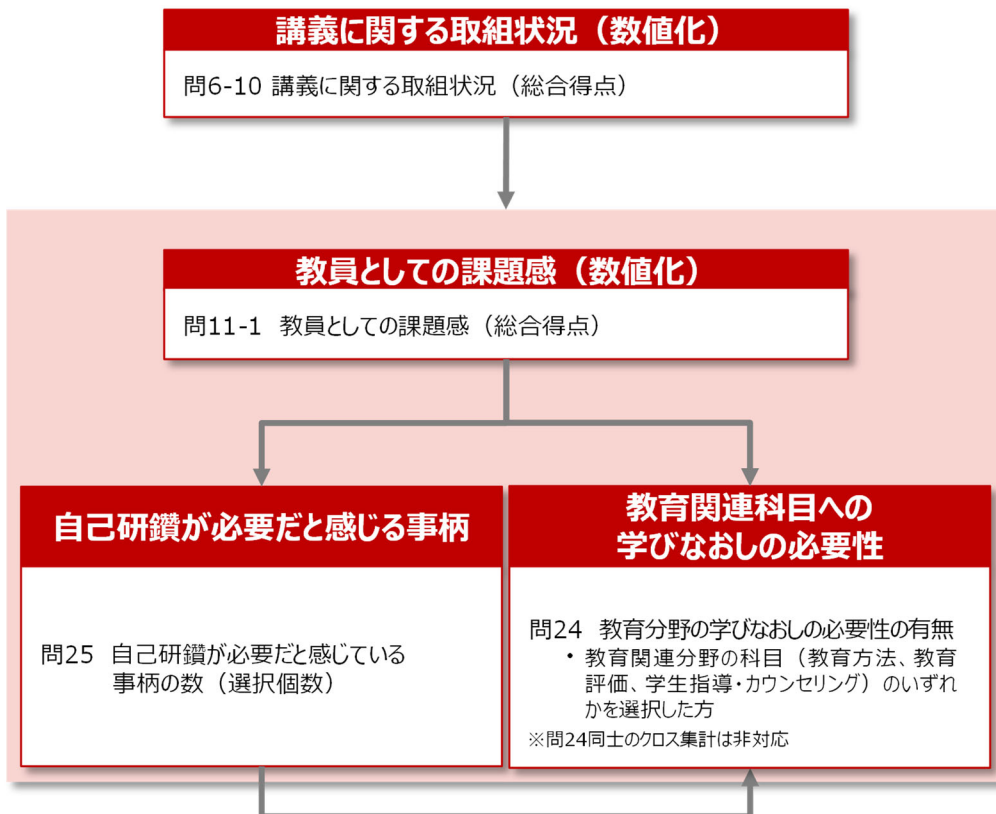 講義に関する取組状況（数値化）
問6-10 講義に関する取組状況（総合得点）
教員としての課題感（数値化）
問11-1 教員としての課題感（総合得点）
自己研鑽が必要だと感じる事柄
問25 自己研鑽が必要だと感じている
事柄の数（選択個数）
教育関連科目への
学びなおしの必要性
問24 教育分野の学びなおしの必要性の有無
・教育関連分野の科目（教育方法、教育
評価、学生指導・カウンセリング）のいずれ
かを選択した方
※問24同士のクロス集計は非対応